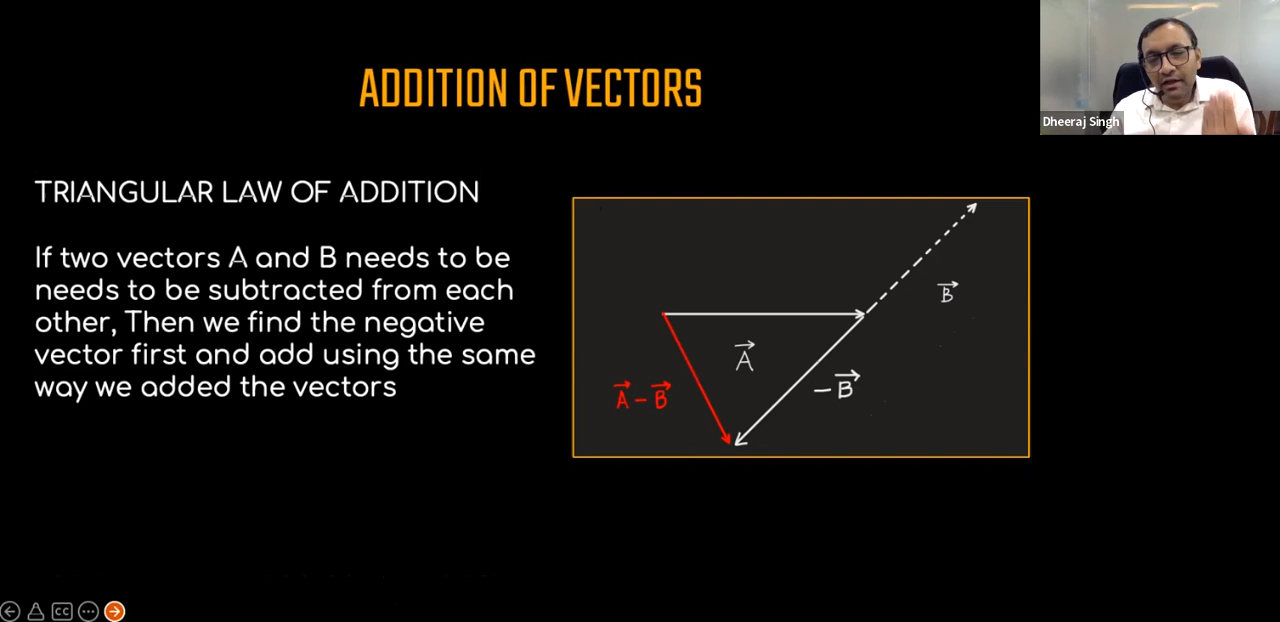 ADDITION OF VECTORS
Dheeraj Singh
TRIANGULAR LAW OF ADDITION
If two vectors A and B needs to be
needs to be subtracted from each
other, Then we find the negative
vector first and add using the same
way we added the vectors
B⃗
A⃗
−B⃗
A⃗ − B⃗
CC